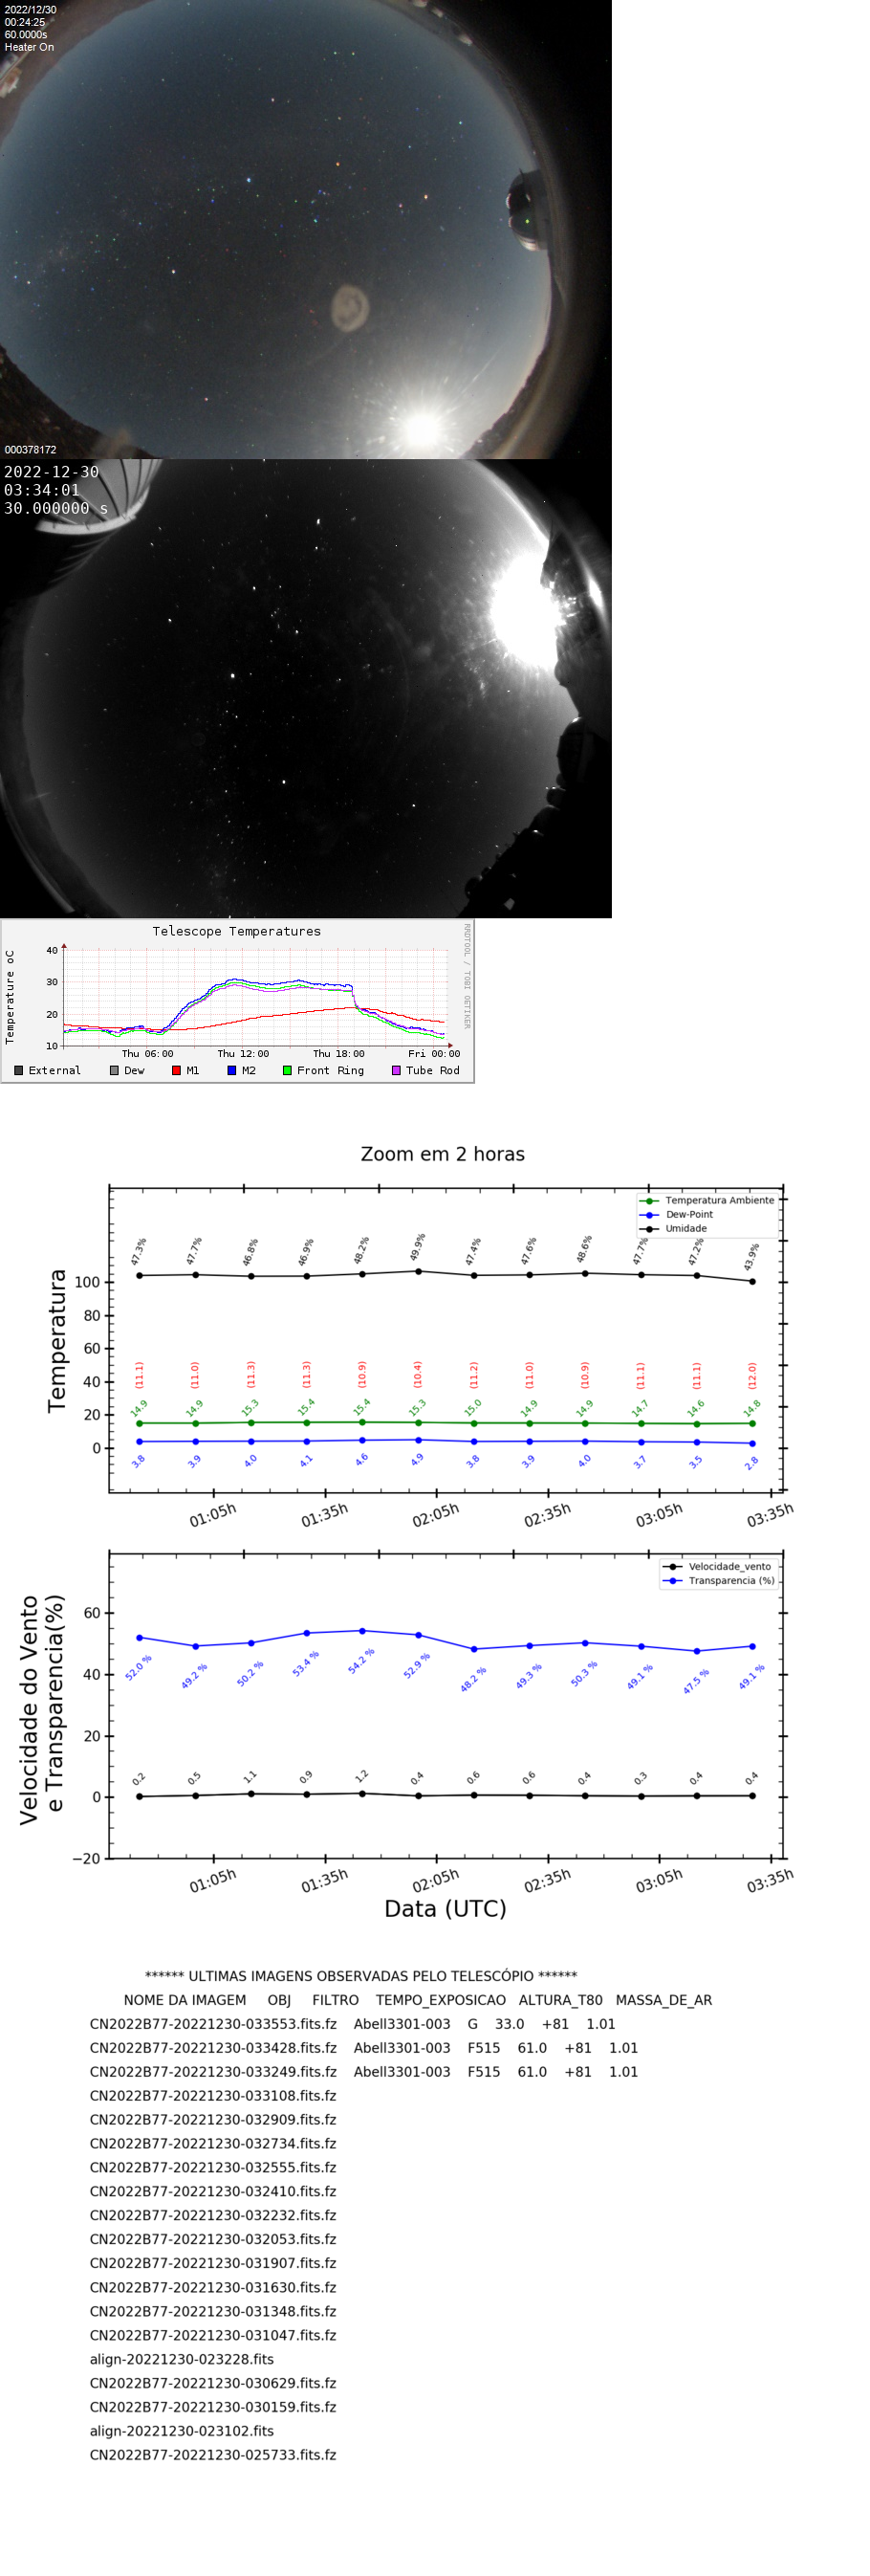 2022/12/30
00:24:25
60.0000s
Heater On
000378172
2022-12-30
03:34:01
30.000000 s
Telescope Temperatures
RRDTOOL / TOBI OETIKER
Temperature oC
40
30
20
10
Thu 06:00 Thu 12:00 Thu 18:00 Fri 00:00
External Dew M1 M2 Front Ring Tube Rod
Zoom em 2 horas
Temperatura Ambiente
Dew-Point
Umidade
Temperatura
47.3% 47.7% 46.8% 46.9% 48.2% 49.9% 47.4% 47.6% 48.6% 47.7% 47.2% 43.9%
100
80
60
40
20
0
(11.1) (11.0) (11.3) (11.3) (10.9) (10.4) (11.2) (11.0) (10.9) (11.1) (11.1) (12.0)
14.9 14.9 15.3 15.4 15.4 15.3 15.0 14.9 14.9 14.7 14.6 14.8
3.8 3.9 4.0 4.1 4.6 4.9 3.8 3.9 4.0 3.7 3.5 2.8
01:05h 01:35h 02:05h 02:35h 03:05h 03:35h
Velocidade_vento
Transparencia (%)
Velocidade do Vento
e Transparencia(%)
60
40
20
0
−20
52.0 % 49.2 % 50.2 % 53.4 % 54.2 % 52.9 % 48.2 % 49.3 % 50.3 % 49.1 % 47.5 % 49.1 %
0.2 0.5 1.1 0.9 1.2 0.4 0.6 0.6 0.4 0.3 0.4 0.4
01:05h 01:35h 02:05h 02:35h 03:05h 03:35h
Data (UTC)
****** ULTIMAS IMAGENS OBSERVADAS PELO TELESCÓPIO ******
NOME DA IMAGEM OBJ FILTRO TEMPO_EXPOSICAO ALTURA_T80 MASSA_DE_AR
CN2022B77-20221230-033553.fits.fz Abell3301-003 G 33.0 +81 1.01
CN2022B77-20221230-033428.fits.fz Abell3301-003 F515 61.0 +81 1.01
CN2022B77-20221230-033249.fits.fz Abell3301-003 F515 61.0 +81 1.01
CN2022B77-20221230-033108.fits.fz
CN2022B77-20221230-032909.fits.fz
CN2022B77-20221230-032734.fits.fz
CN2022B77-20221230-032555.fits.fz
CN2022B77-20221230-032410.fits.fz
CN2022B77-20221230-032232.fits.fz
CN2022B77-20221230-032053.fits.fz
CN2022B77-20221230-031907.fits.fz
CN2022B77-20221230-031630.fits.fz
CN2022B77-20221230-031348.fits.fz
CN2022B77-20221230-031047.fits.fz
align-20221230-023228.fits
CN2022B77-20221230-030629.fits.fz
CN2022B77-20221230-030159.fits.fz
align-20221230-023102.fits
CN2022B77-20221230-025733.fits.fz